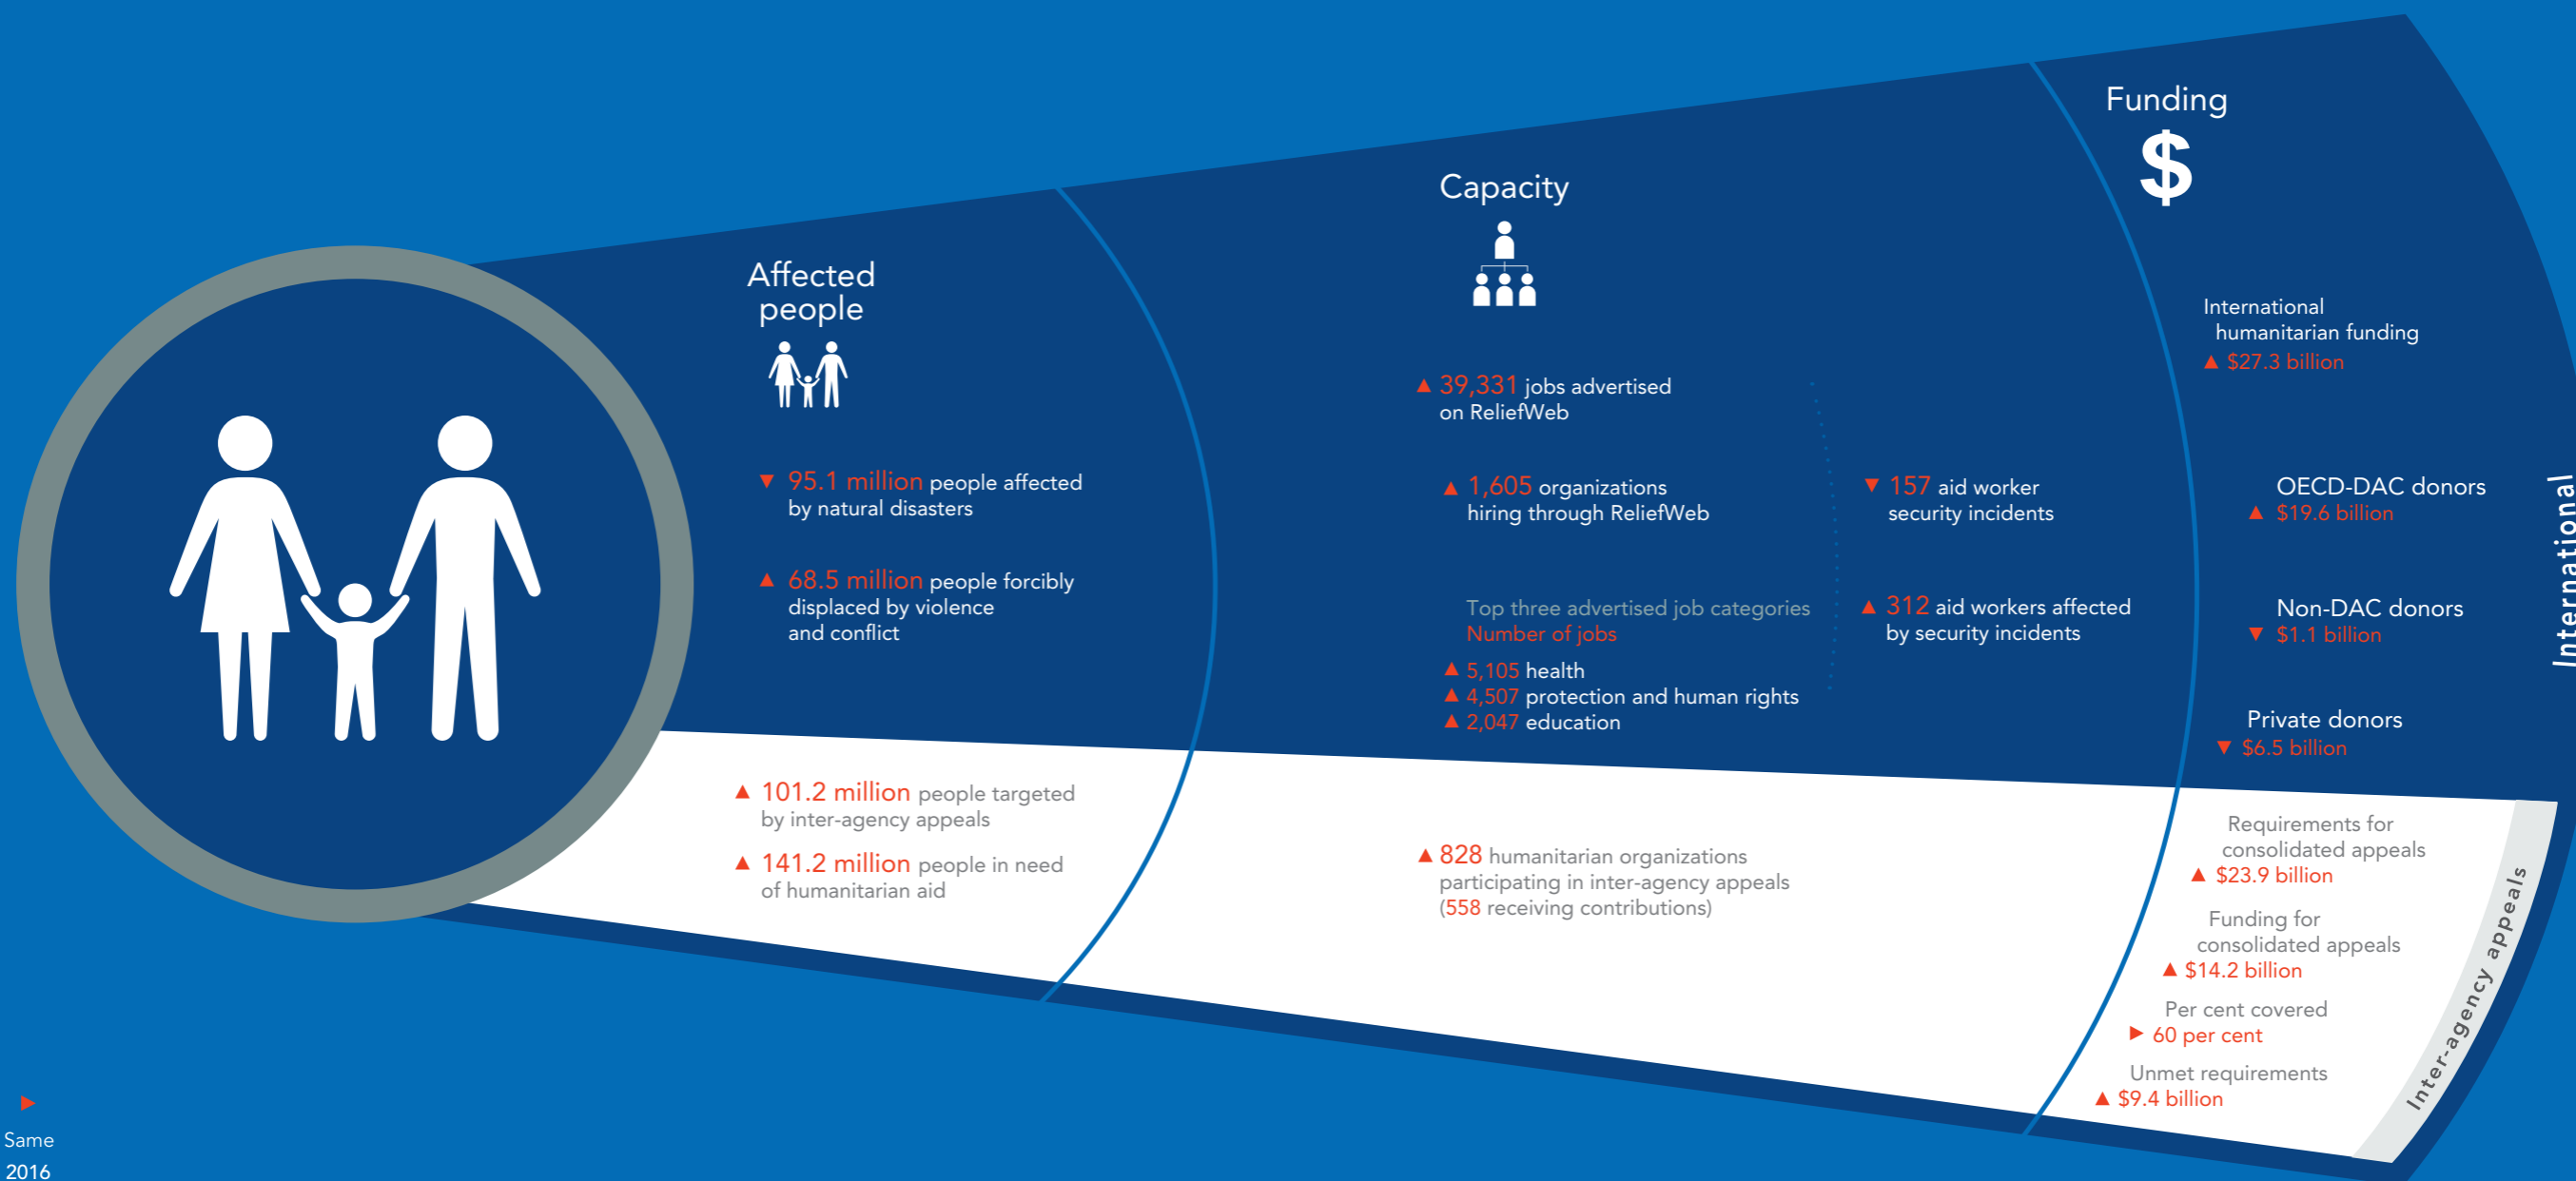 Affected
people
▼ 95.1 million people affected
by natural disasters
▲ 68.5 million people forcibly
displaced by violence
and conflict
▲ 101.2 million people targeted
by inter-agency appeals
▲ 141.2 million people in need
of humanitarian aid
Capacity
▲ 39,331 jobs advertised
on ReliefWeb
▲ 1,605 organizations
hiring through ReliefWeb
Top three advertised job categories
Number of jobs
▲ 5,105 health
▲ 4,507 protection and human rights
▲ 2,047 education
▼ 157 aid worker
security incidents
▲ 312 aid workers affected
by security incidents
▲ 828 humanitarian organizations
participating in inter-agency appeals
(558 receiving contributions)
Funding
$
International
humanitarian funding
▲ $27.3 billion
OECD-DAC donors
▲ $19.6 billion
Non-DAC donors
▼ $1.1 billion
Private donors
▼ $6.5 billion
International
Requirements for
consolidated appeals
▲ $23.9 billion
Funding for
consolidated appeals
▲ $14.2 billion
Per cent covered
▶ 60 per cent
Unmet requirements
▲ $9.4 billion
Inter-agency appeals
▶
Same
2016